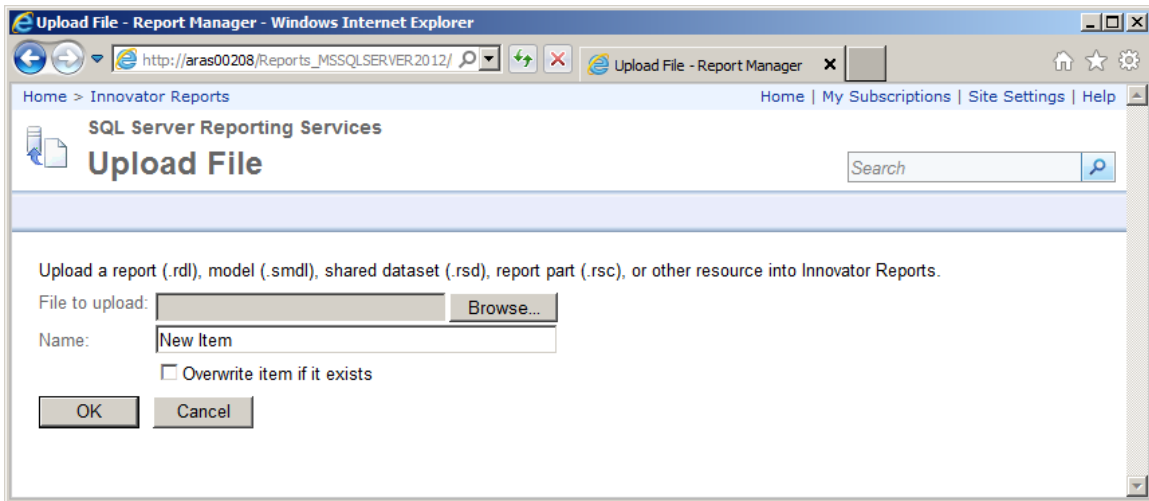 Upload File - Report Manager - Windows Internet Explorer
http://aras00208/Reports_MSSQLSERVER2012/ Upload File - Report Manager
Home > Innovator Reports Home | My Subscriptions | Site Settings | Help
SQL Server Reporting Services
Upload File
Search
Upload a report (.rdl), model (.smdl), shared dataset (.rsd), report part (.rsc), or other resource into Innovator Reports.
File to upload: Browse...
Name: New Item
Overwrite item if it exists
OK Cancel